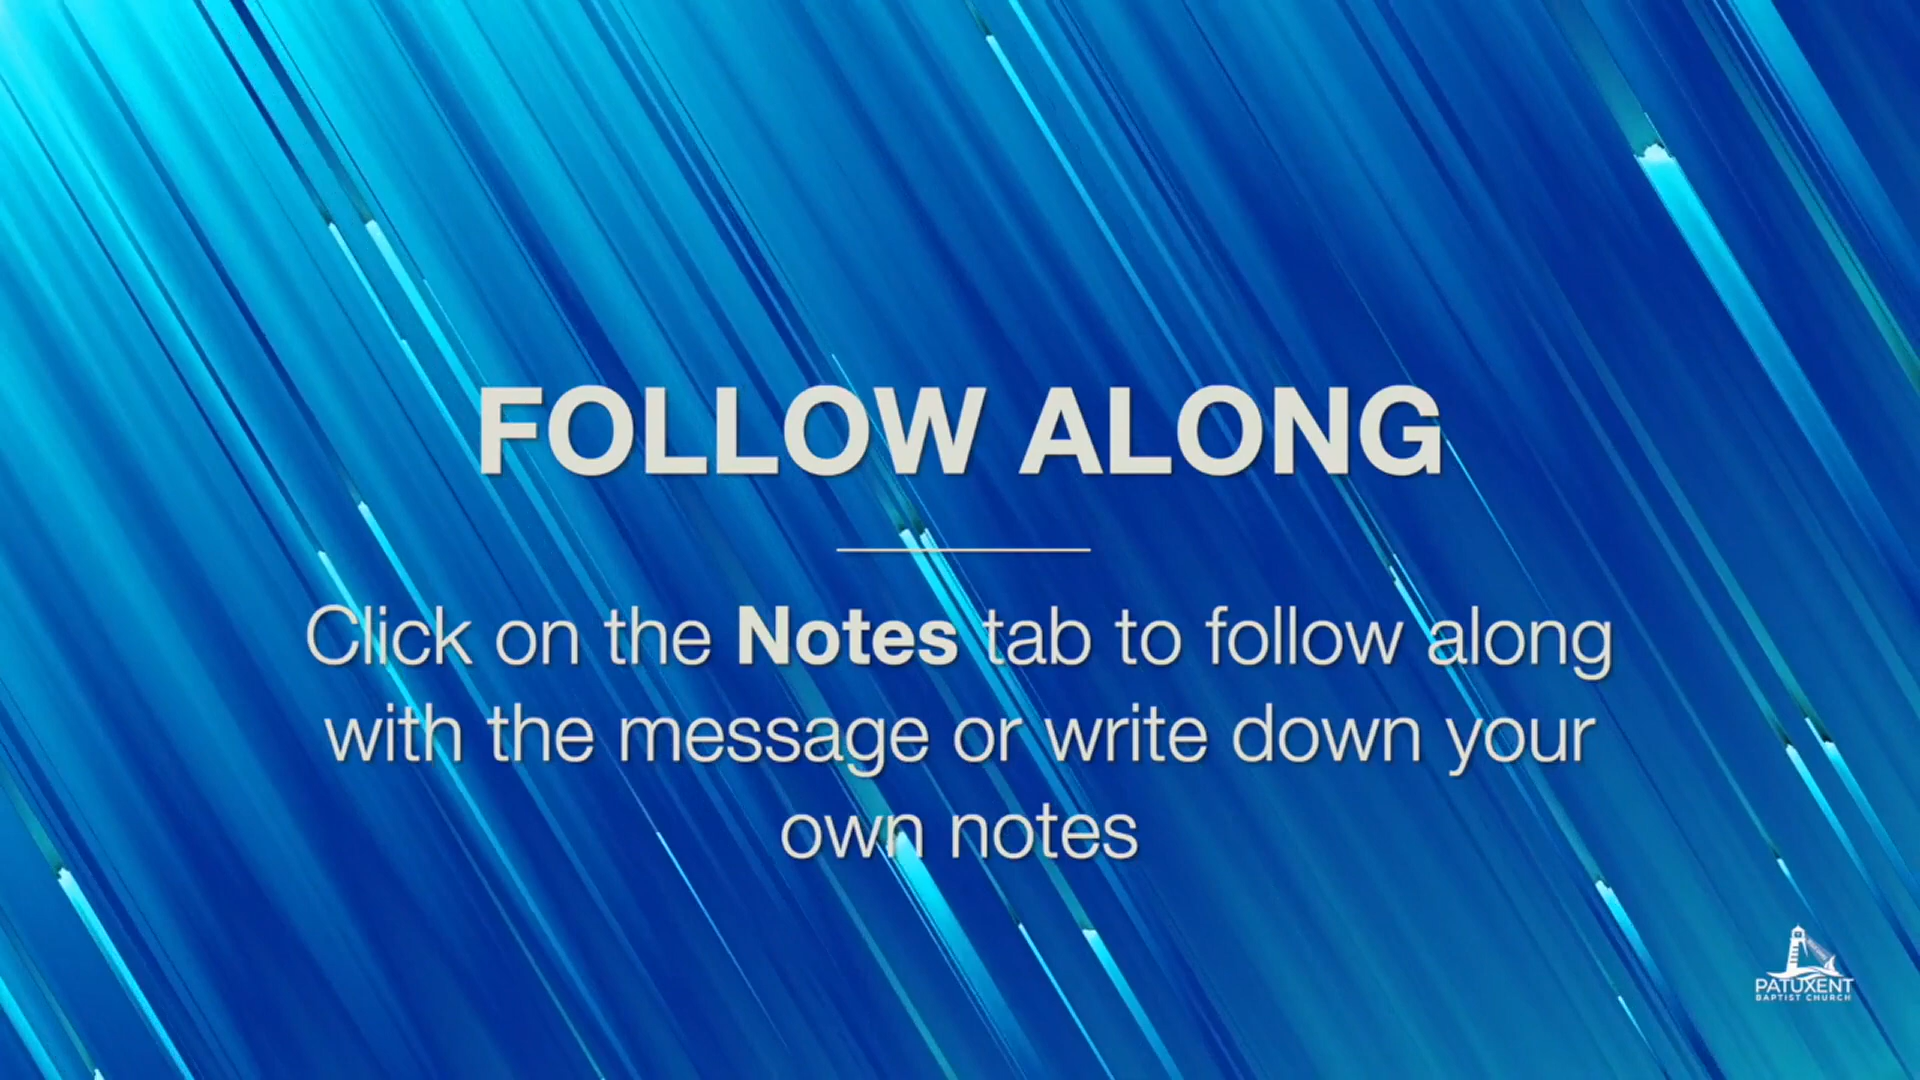 FOLLOW ALONG
Click on the Notes tab to follow along
with the message or write down your
own notes
PATUXENT
BAPTIST CHURCH